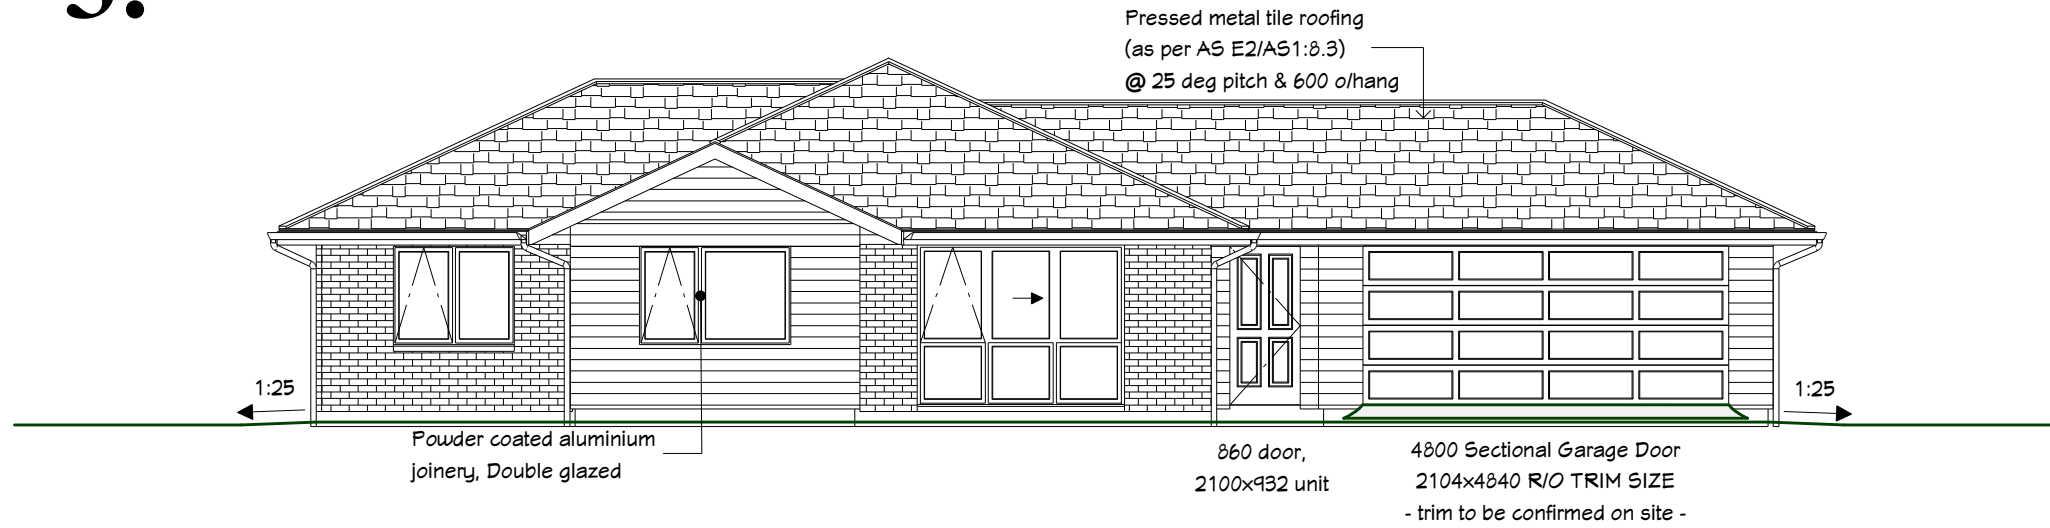 Pressed metal tile roofing
(as per AS E2/AS1:8.3)
@ 25 deg pitch & 600 o/hang
1:25
1:25
Powder coated aluminium
joinery, Double glazed
860 door,
2100x932 unit
4800 Sectional Garage Door
2104x4840 R/O TRIM SIZE
- trim to be confirmed on site -